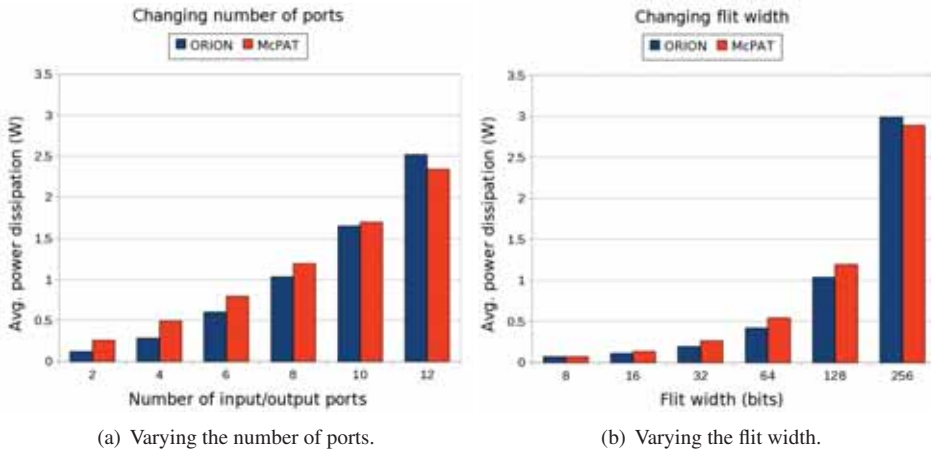 Changing number of ports
ORION McPAT
Avg. power dissipation (W)
3.5
3
2.5
2
1.5
1
0.5
0
2 4 6 8 10 12
Number of input/output ports
(a) Varying the number of ports.
Changing flit width
ORION McPAT
Avg. power dissipation (W)
3.5
3
2.5
2
1.5
1
0.5
0
8 16 32 64 128 256
Flit width (bits)
(b) Varying the flit width.